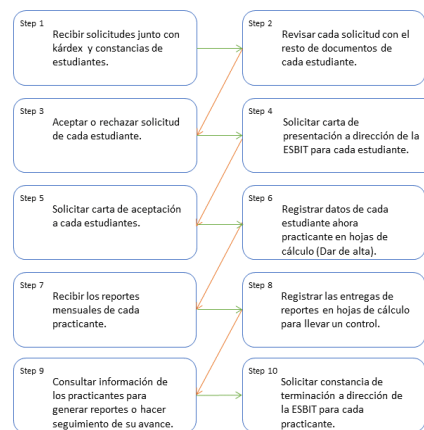 Step 1
Recibir solicitudes junto con
kárdex y constancias de
estudiantes.
Step 2
Revisar cada solicitud con el
resto de documentos de
cada estudiante.
Step 3
Aceptar o rechazar solicitud
de cada estudiante.
Step 4
Solicitar carta de
presentación a dirección de la
ESBIT para cada estudiante.
Step 5
Solicitar carta de aceptación
a cada estudiantes.
Step 6
Registrar datos de cada
estudiante ahora
practicante en hojas de
cálculo (Dar de alta).
Step 7
Recibir los reportes
mensuales de cada
practicante.
Step 8
Registrar las entregas de
reportes en hojas de cálculo
para llevar un control.
Step 9
Consultar información de
los practicantes para
generar reportes o hacer
seguimiento de su avance.
Step 10
Solicitar constancia de
terminación a dirección de
la ESBIT para cada
practicante.